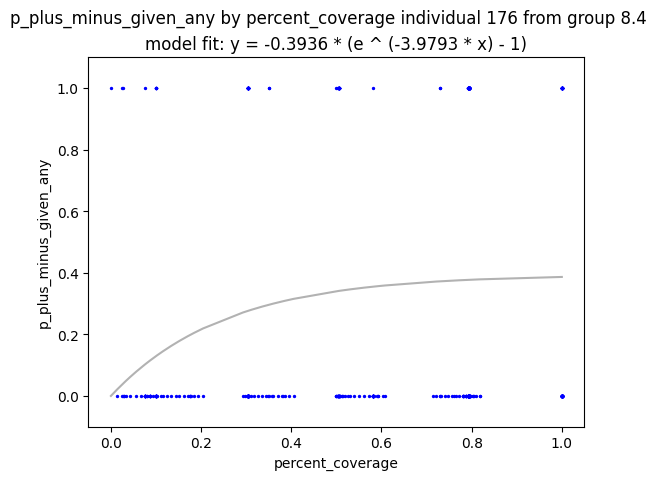 p_plus_minus_given_any by percent_coverage individual 176 from group 8.4
model fit: y = -0.3936 * (e ^ (-3.9793 * x) - 1)
1.0
0.8
0.6
0.4
0.2
0.0
p_plus_minus_given_any
0.0 0.2 0.4 0.6 0.8 1.0
percent_coverage